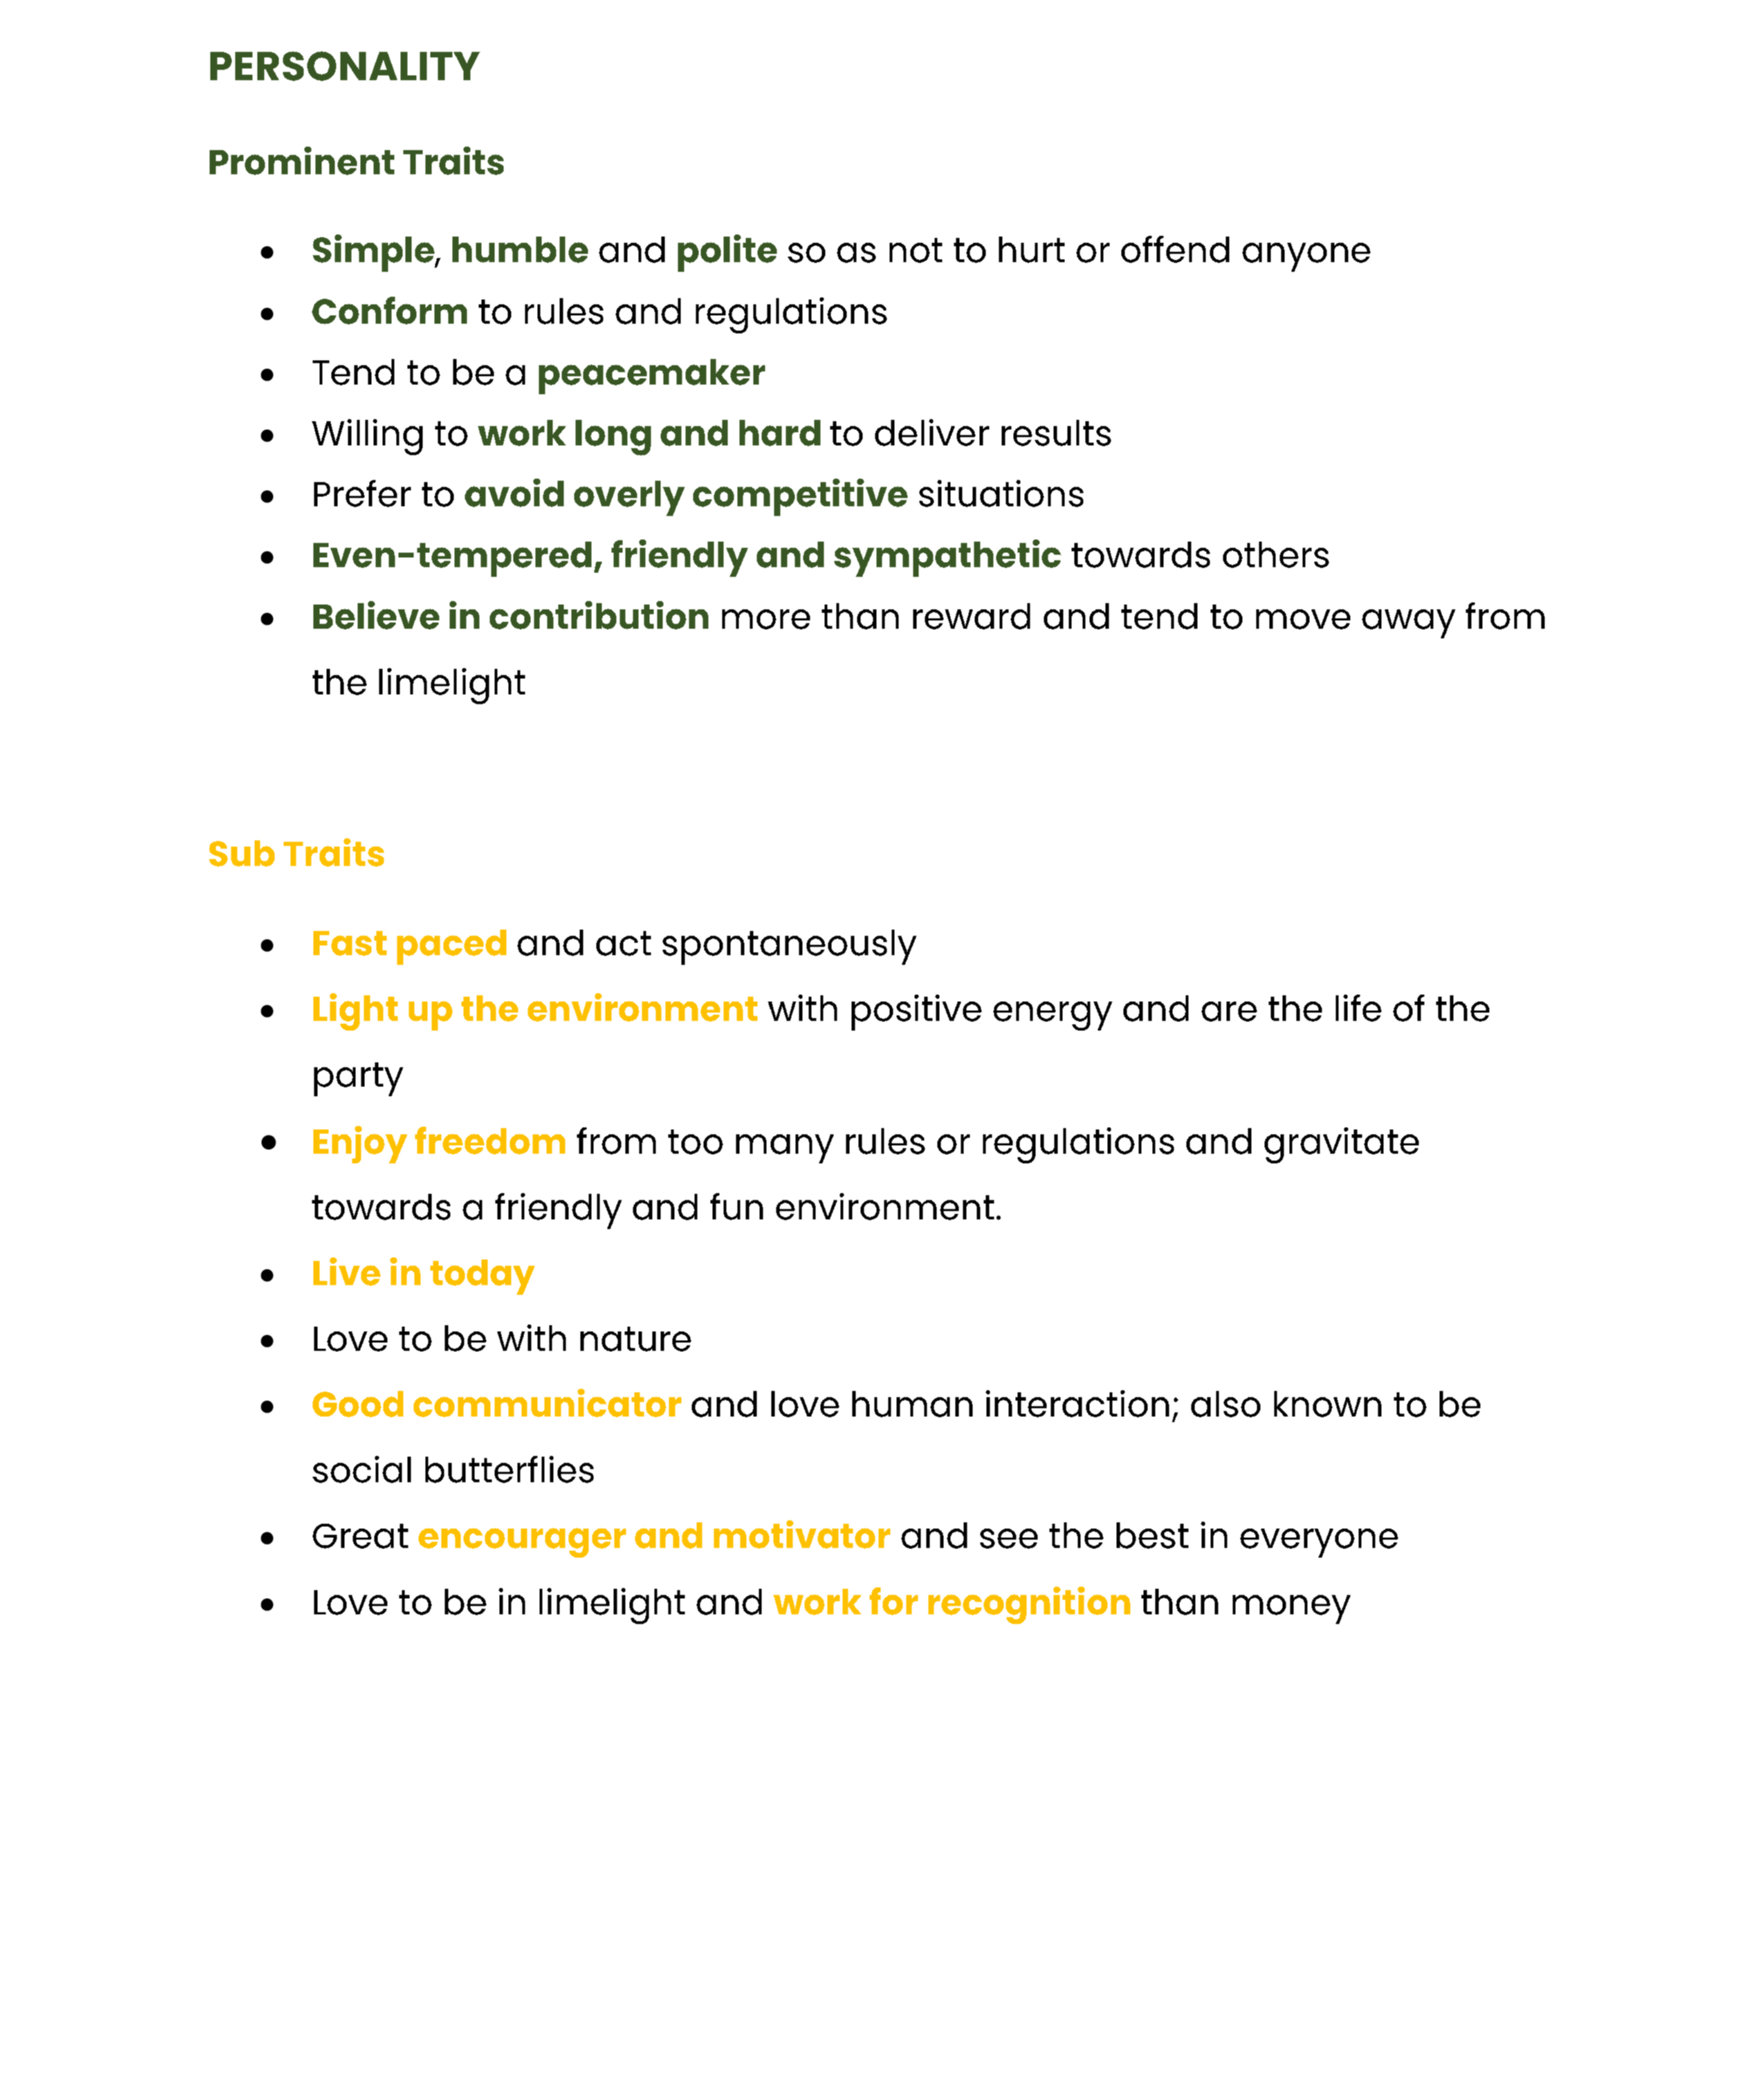 PERSONALITY
Prominent Traits
• Simple, humble and polite so as not to hurt or offend anyone
• Conform to rules and regulations
• Tend to be a peacemaker
• Willing to work long and hard to deliver results
• Prefer to avoid overly competitive situations
• Even-tempered, friendly and sympathetic towards others
• Believe in contribution more than reward and tend to move away from
the limelight
Sub Traits
• Fast paced and act spontaneously
• Light up the environment with positive energy and are the life of the
party
• Enjoy freedom from too many rules or regulations and gravitate
towards a friendly and fun environment.
• Live in today
• Love to be with nature
• Good communicator and love human interaction; also known to be
social butterflies
• Great encourager and motivator and see the best in everyone
• Love to be in limelight and work for recognition than money